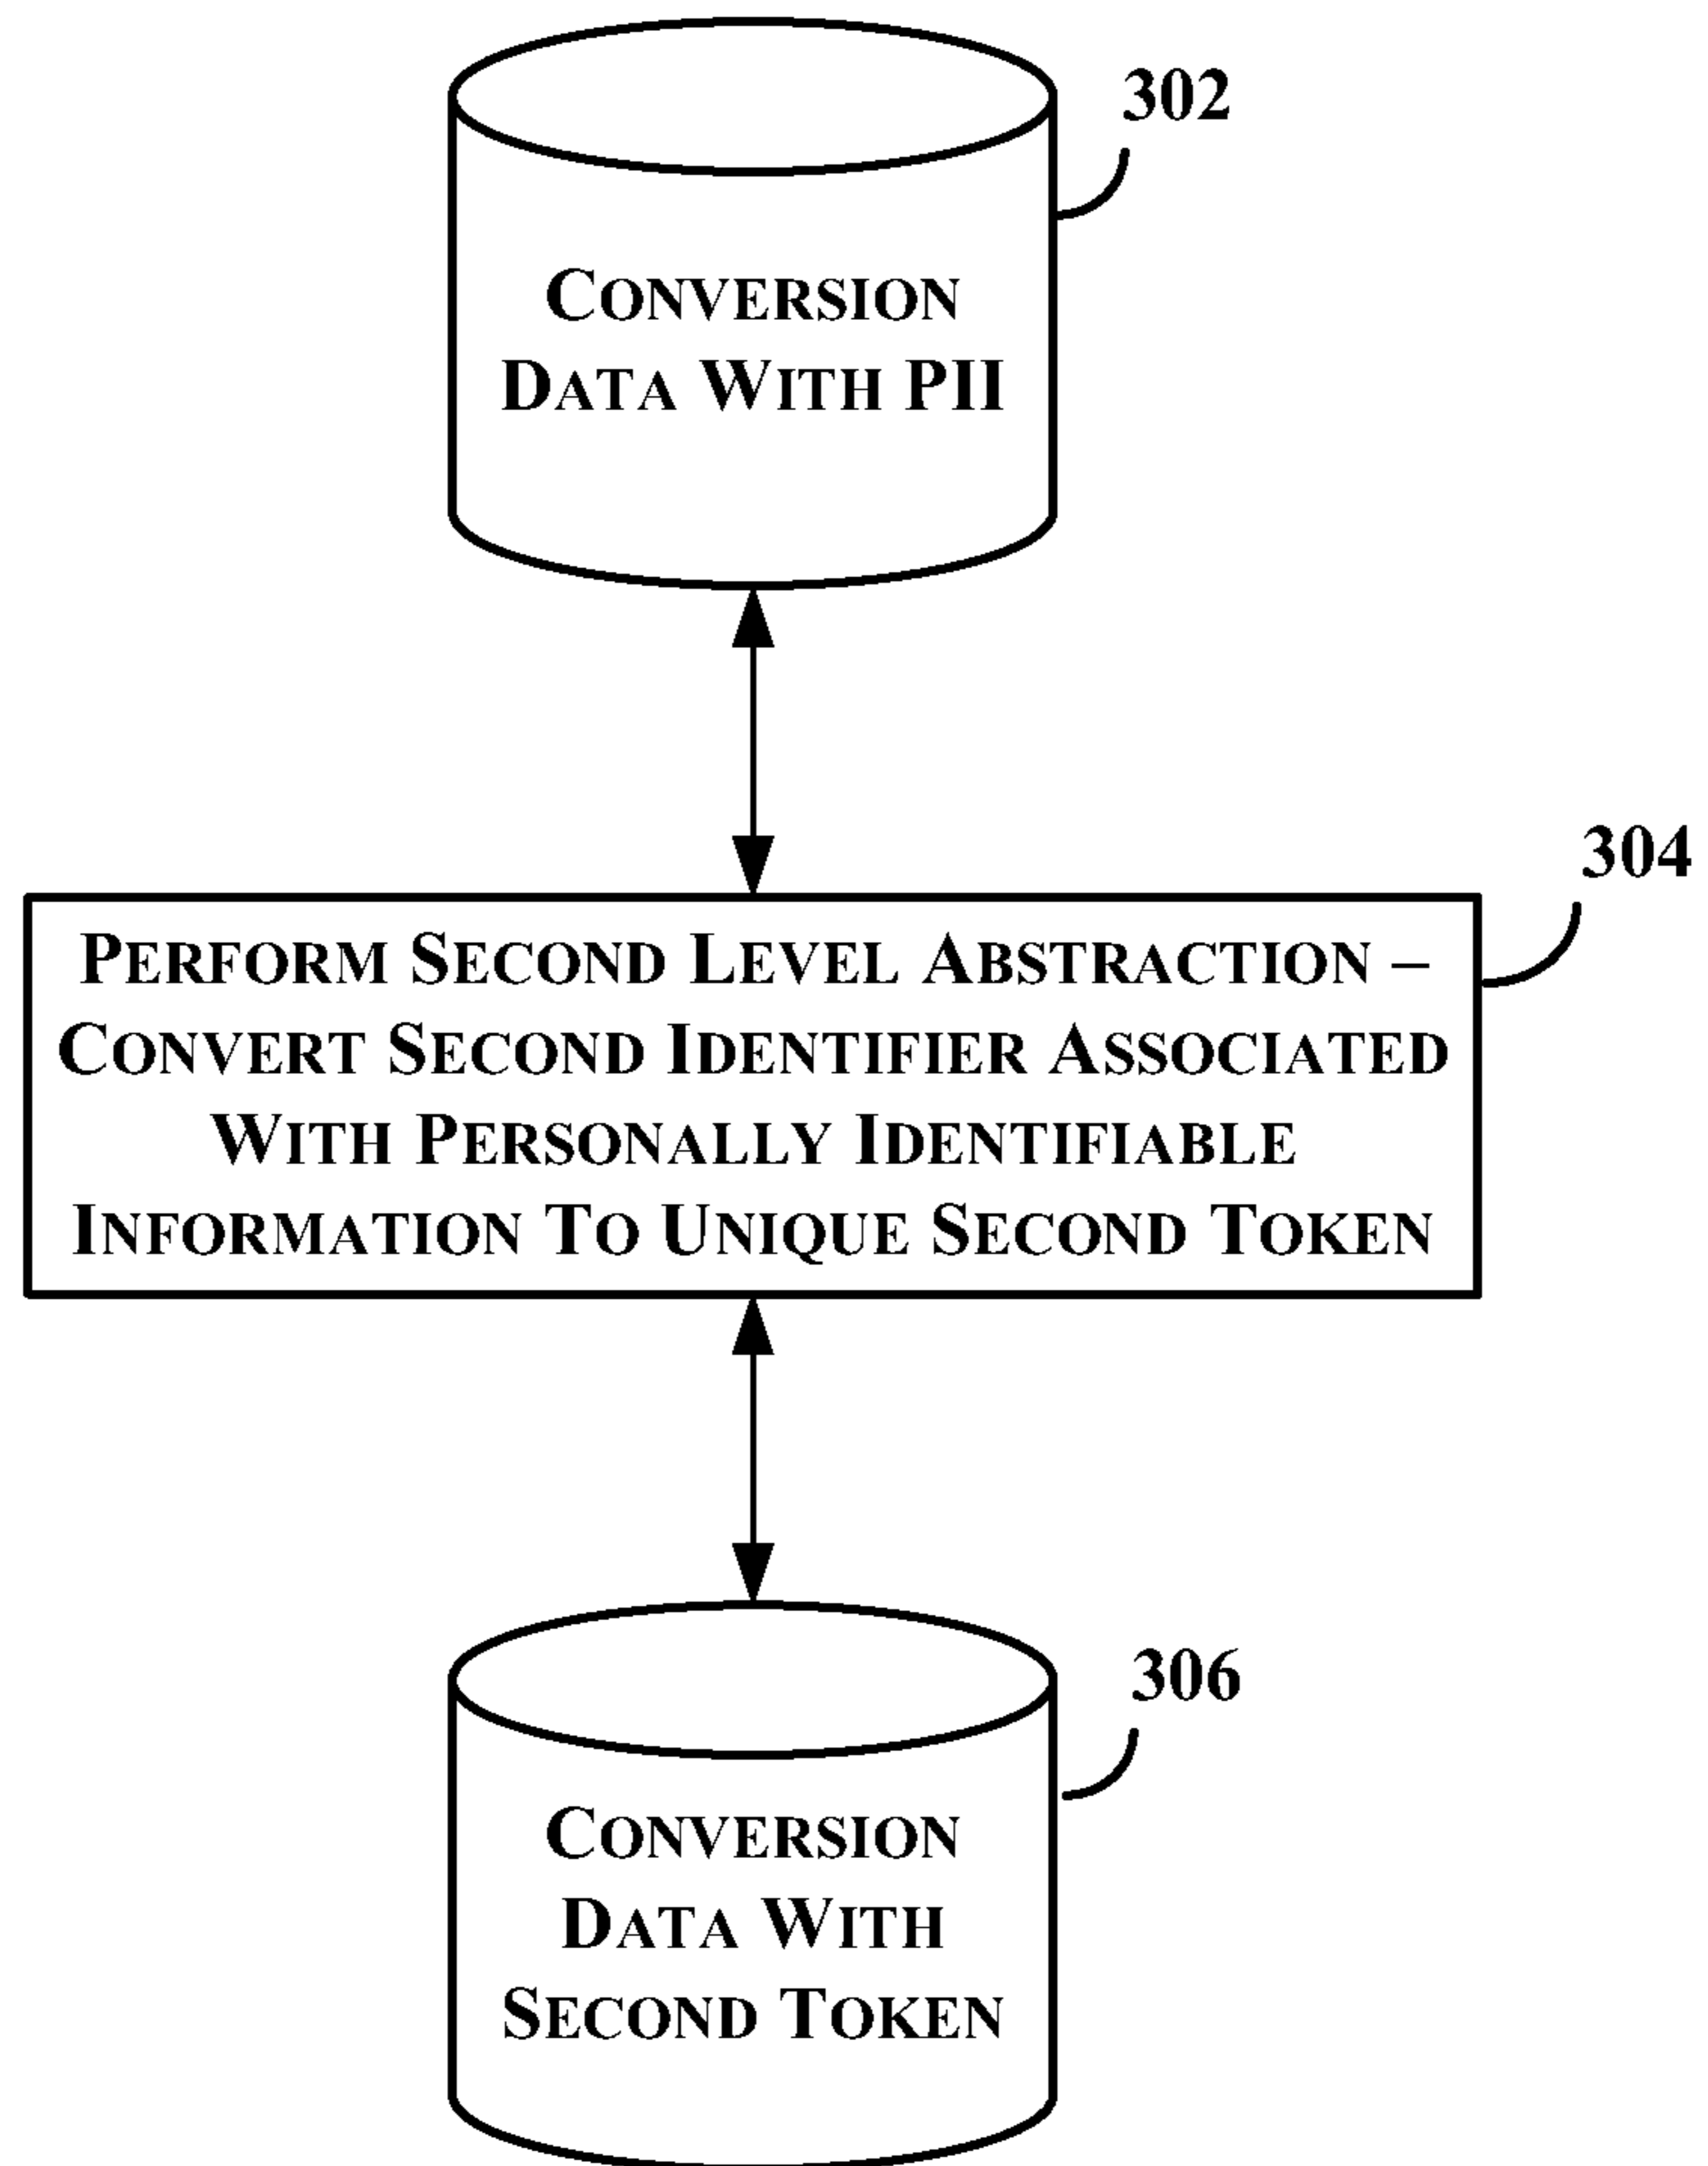 302
CONVERSION
DATA WITH PII
304
PERFORM SECOND LEVEL ABSTRACTION –
CONVERT SECOND IDENTIFIER ASSOCIATED
WITH PERSONALLY IDENTIFIABLE
INFORMATION TO UNIQUE SECOND TOKEN
306
CONVERSION
DATA WITH
SECOND TOKEN